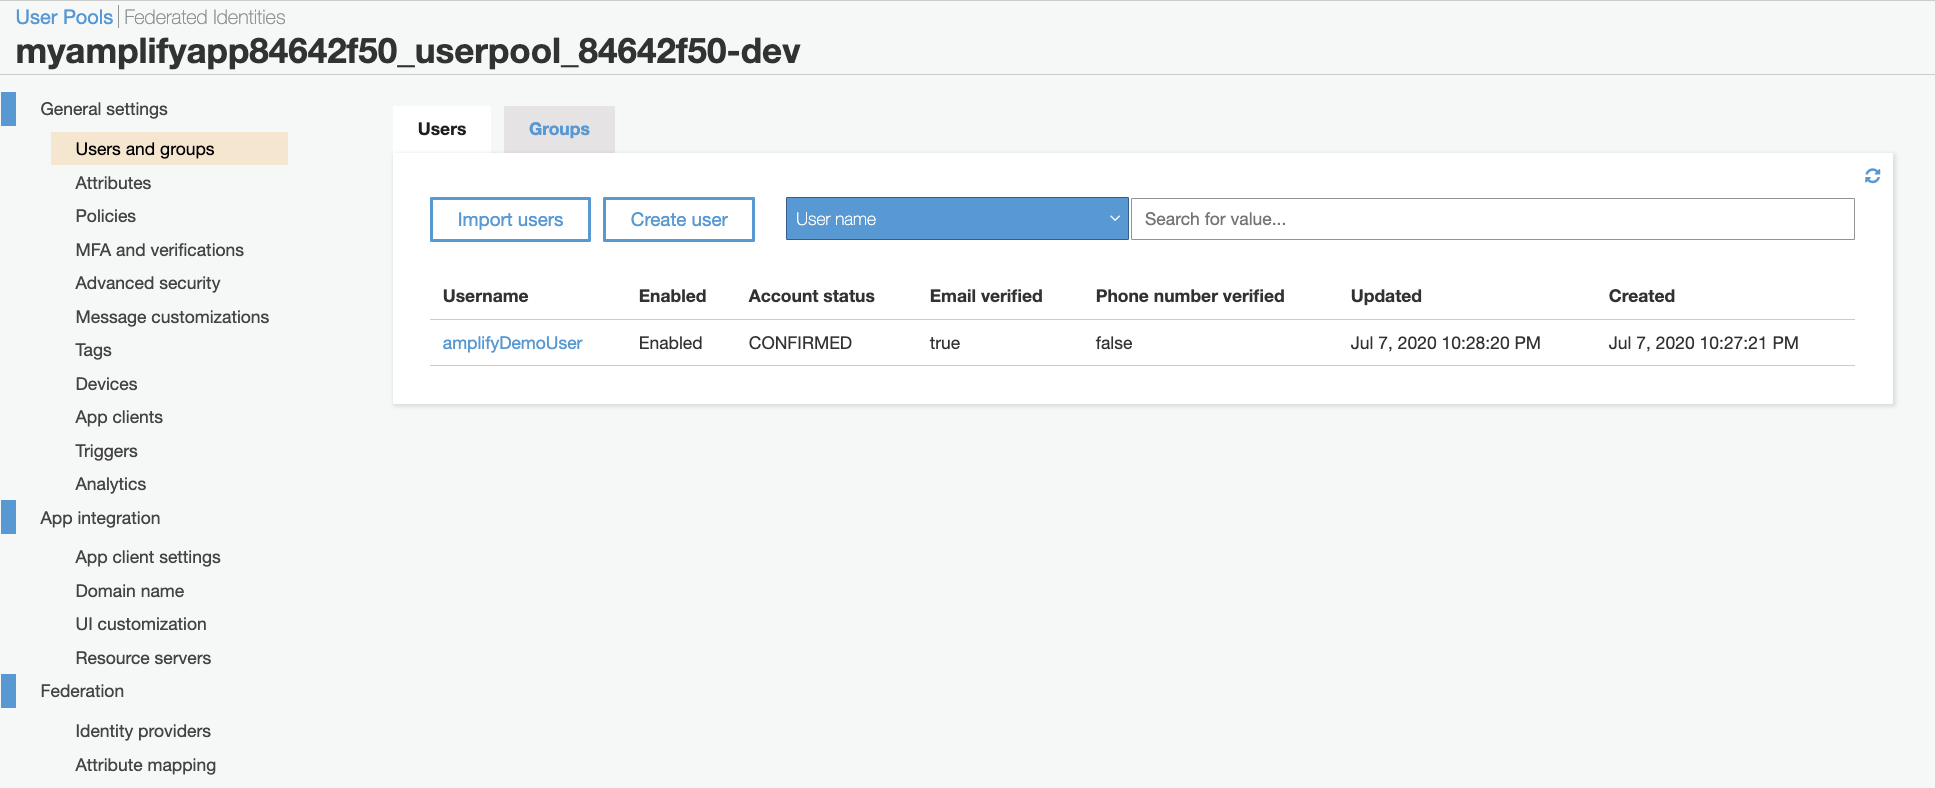 User Pools | Federated Identities
myamplifyapp84642f50_userpool_84642f50-dev
General settings
Users and groups
Attributes
Policies
MFA and verifications
Advanced security
Message customizations
Tags
Devices
App clients
Triggers
Analytics
App integration
App client settings
Domain name
UI customization
Resource servers
Federation
Identity providers
Attribute mapping
Users Groups
Import users Create user User name Search for value...
Username Enabled Account status Email verified Phone number verified Updated Created
amplifyDemoUser Enabled CONFIRMED true false Jul 7, 2020 10:28:20 PM Jul 7, 2020 10:27:21 PM